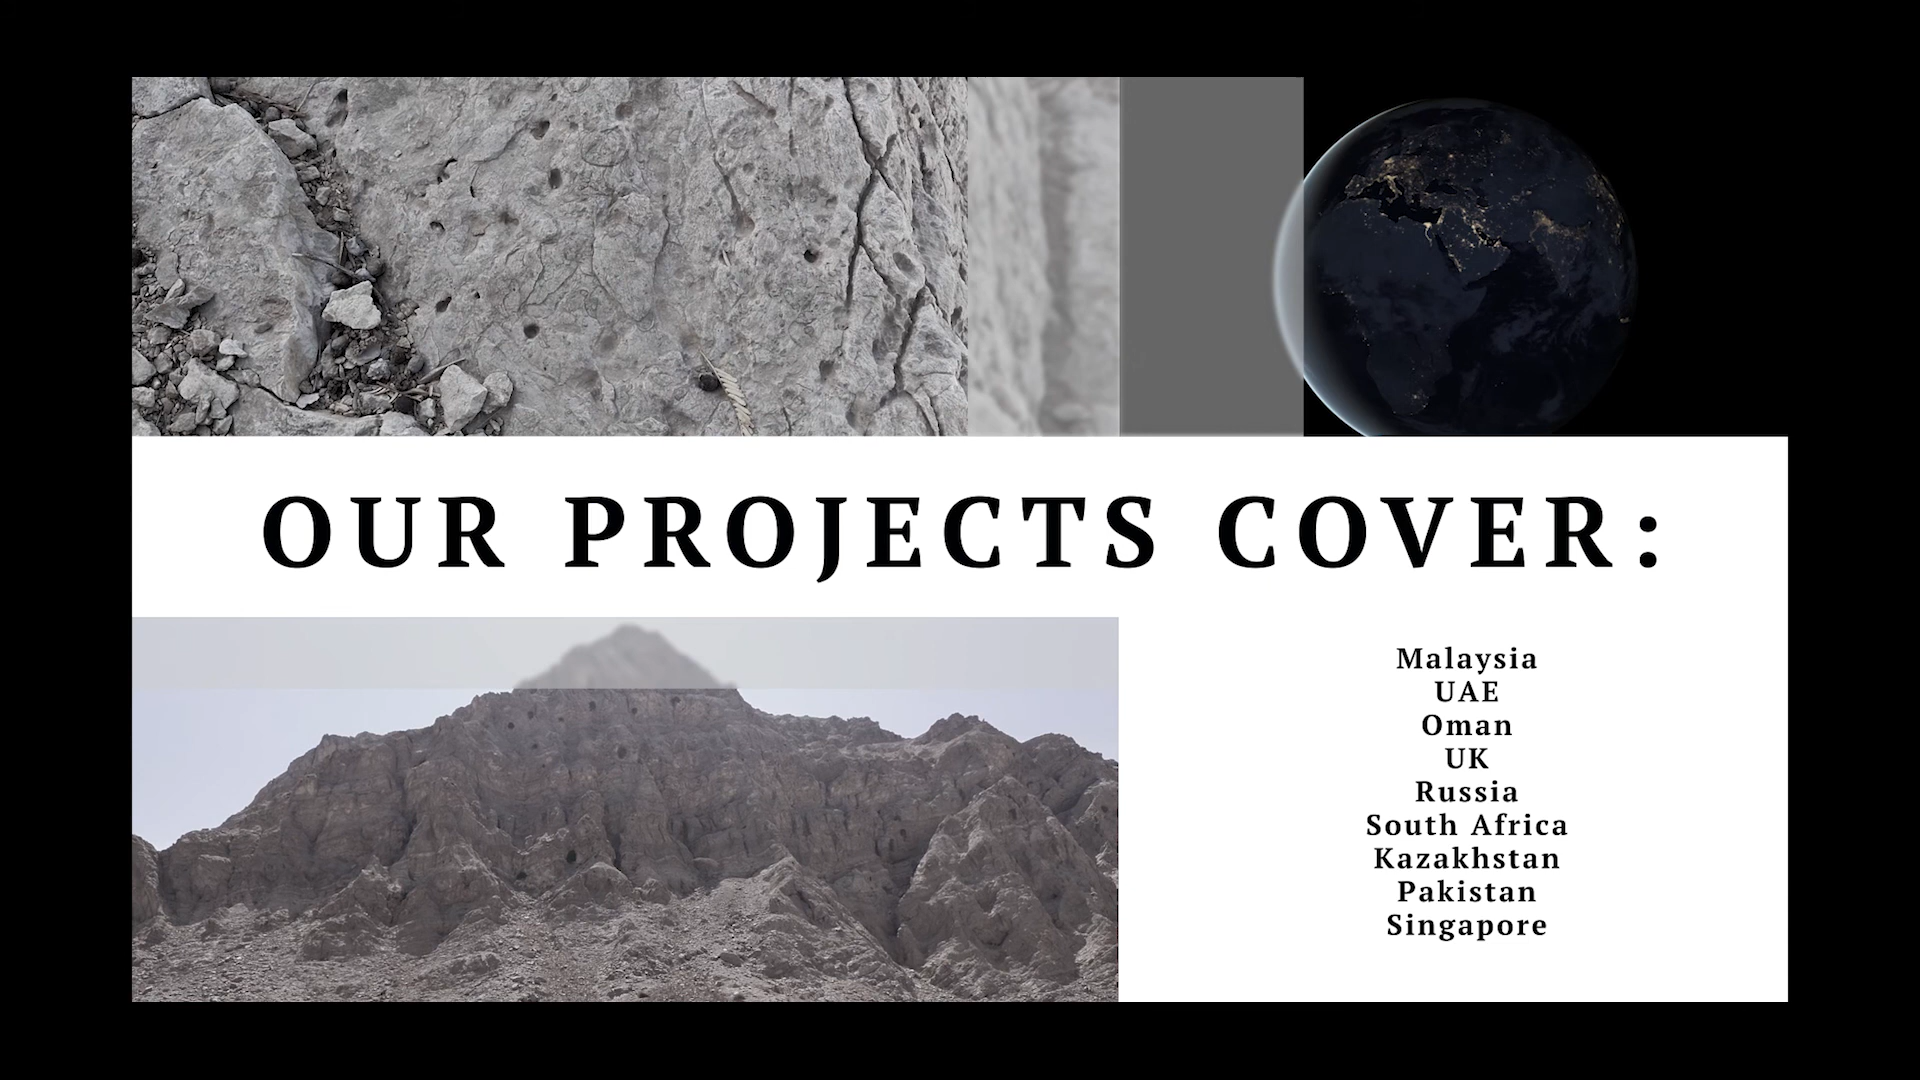 OUR PROJECTS COVER:
Malaysia
UAE
Oman
UK
Russia
South Africa
Kazakhstan
Pakistan
Singapore